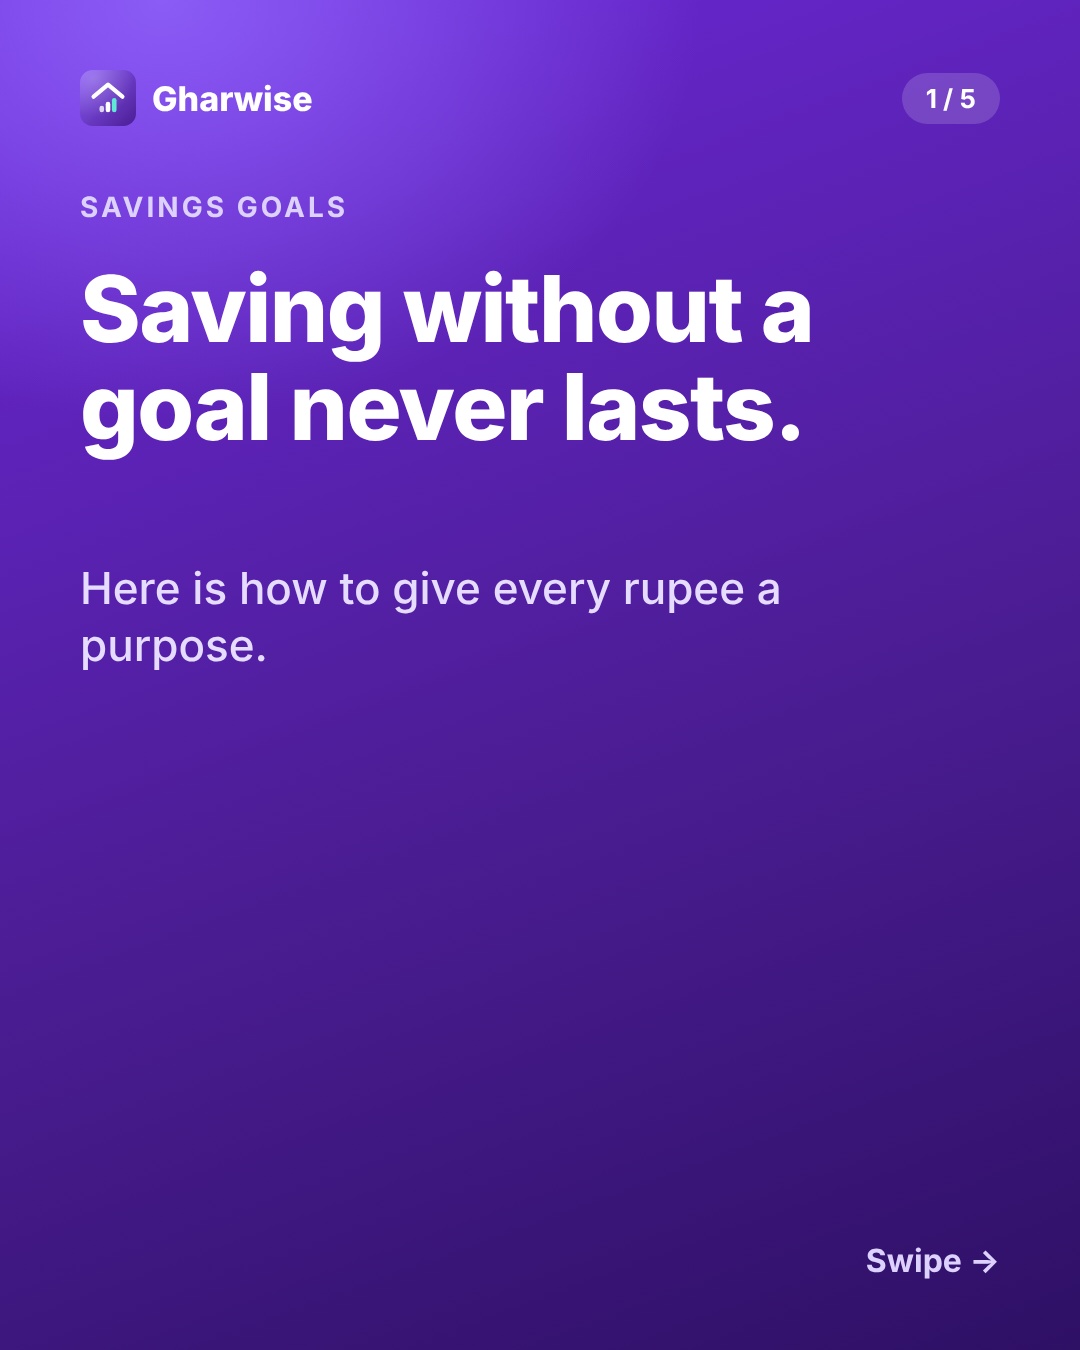 Gharwise
1 / 5
SAVINGS GOALS
Saving without a
goal never lasts.
Here is how to give every rupee a
purpose.
Swipe →